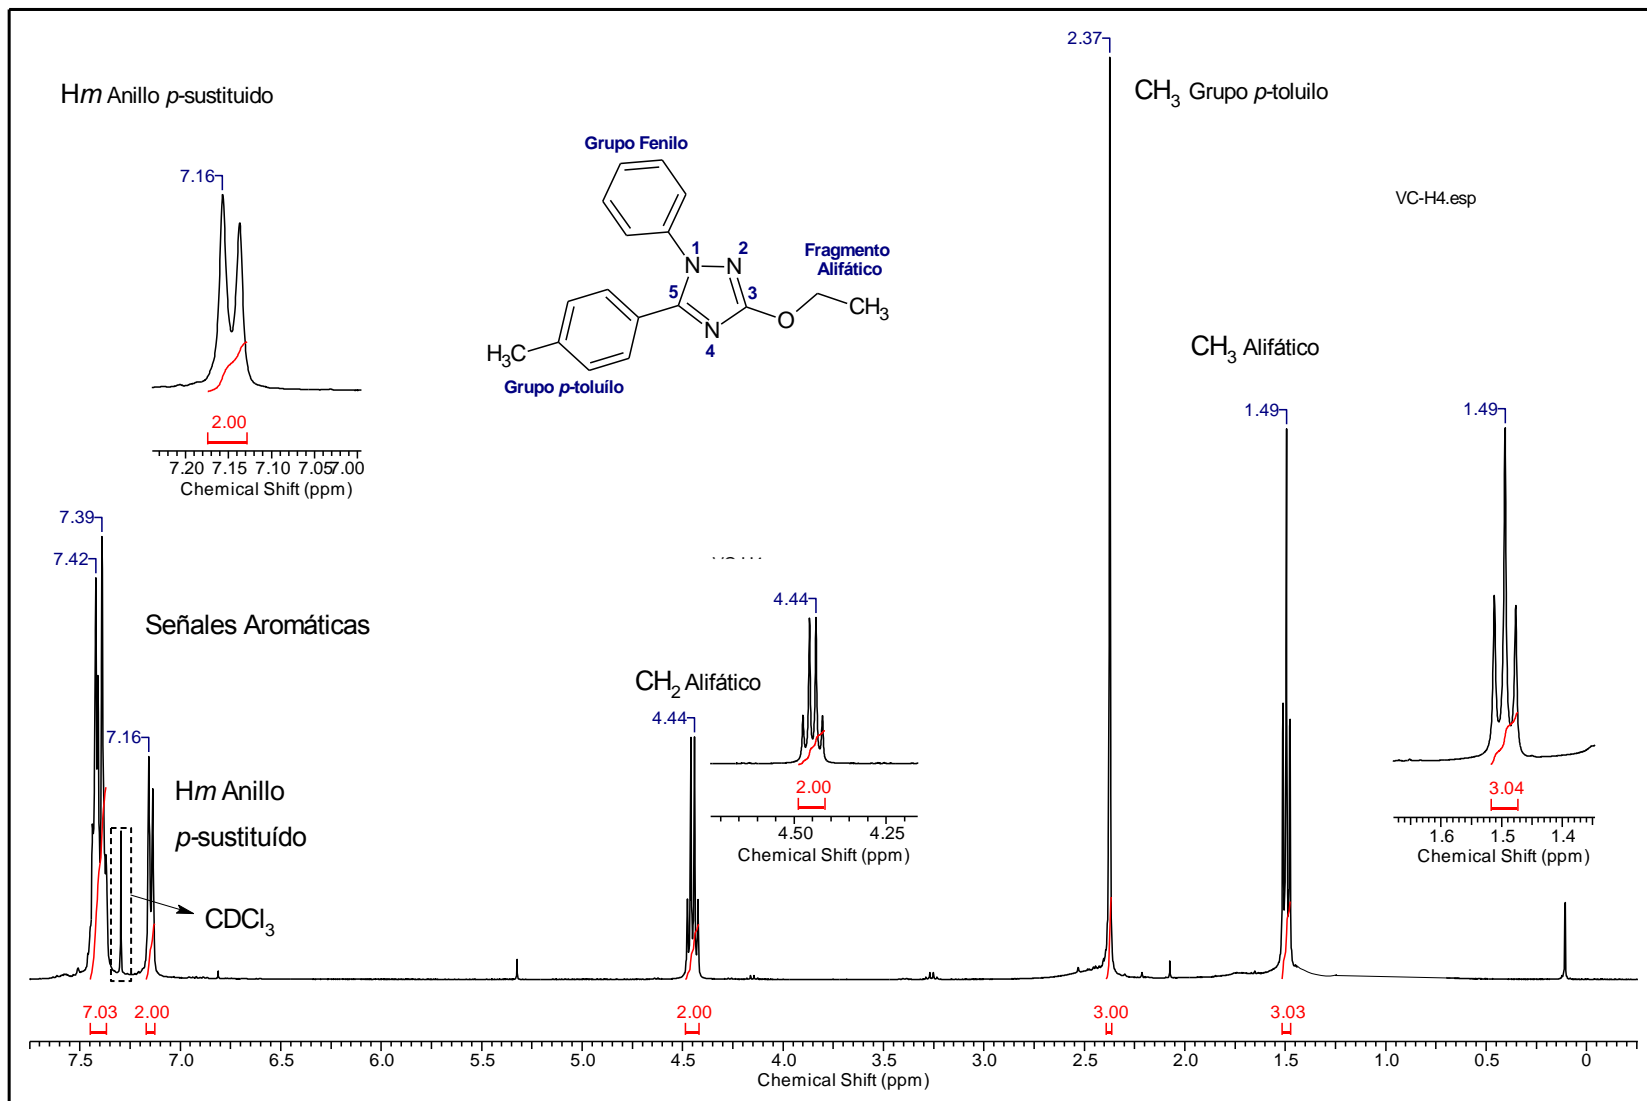 2.37
Hm Anillo p-sustituido
CH3 Grupo p-toluilo
Grupo Fenilo
7.16
VC-H4.esp
1
2
N
N
Fragmento
Alifático
5
3
CH3
O
N
4
H3C
CH3 Alifático
Grupo p-toluílo
1.49
1.49
2.00
7.20 7.15 7.10 7.05 7.00
Chemical Shift (ppm)
7.39
7.42
4.44
Señales Aromáticas
CH2 Alifático
4.44
7.16
Hm Anillo
p-sustituído
2.00
3.04
4.50 4.25
1.6 1.5 1.4
Chemical Shift (ppm)
Chemical Shift (ppm)
CDCl3
7.03 2.00 2.00 3.00 3.03
7.5 7.0 6.5 6.0 5.5 5.0 4.5 4.0 3.5 3.0 2.5 2.0 1.5 1.0 0.5 0
Chemical Shift (ppm)